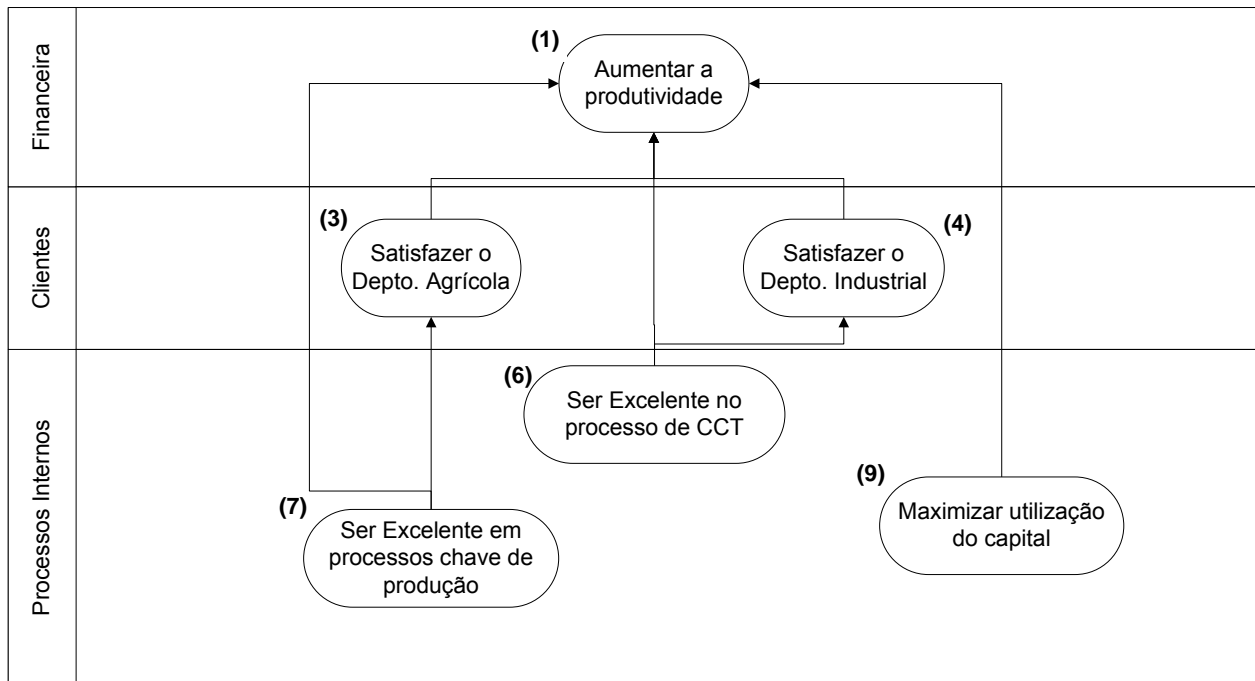 Financeira
(1)
Aumentar a
produtividade
Clientes
(3)
Satisfazer o
Depto. Agrícola
(4)
Satisfazer o
Depto. Industrial
Processos Internos
(6)
Ser Excelente no
processo de CCT
(7)
Ser Excelente em
processos chave de
produção
(9)
Maximizar utilização
do capital